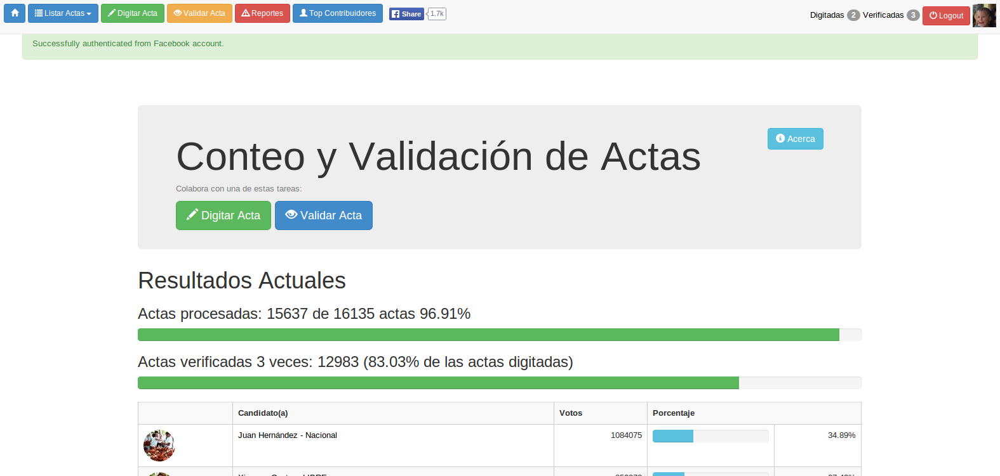 Listar Actas Digitar Acta Validar Acta Reportes Top Contribuidores Share 1.7k Digitadas 2 Verificadas 3 Logout
Successfully authenticated from Facebook account.
Acerca
Conteo y Validación de Actas
Colabora con una de estas tareas:
Digitar Acta Validar Acta
Resultados Actuales
Actas procesadas: 15637 de 16135 actas 96.91%
Actas verificadas 3 veces: 12983 (83.03% de las actas digitadas)
Candidato(a) Votos Porcentaje
Juan Hernández - Nacional 1084075 34.89%